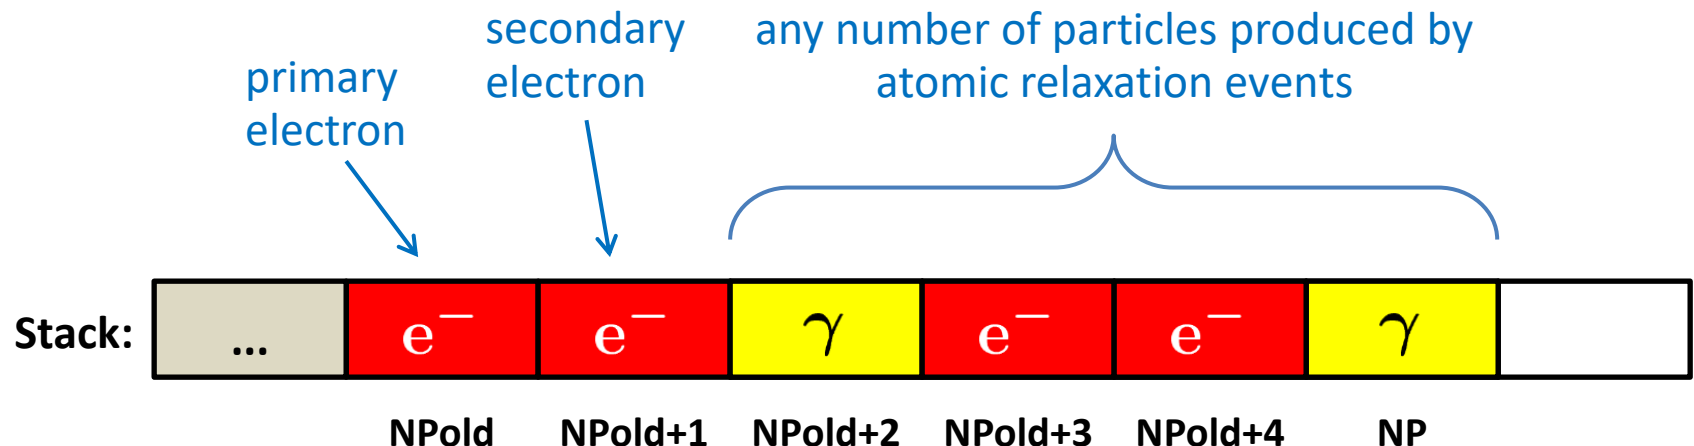 primary
electron
secondary
electron
any number of particles produced by
atomic relaxation events
Stack: ... e⁻ e⁻ γ e⁻ e⁻ γ
NPold NPold+1 NPold+2 NPold+3 NPold+4 NP